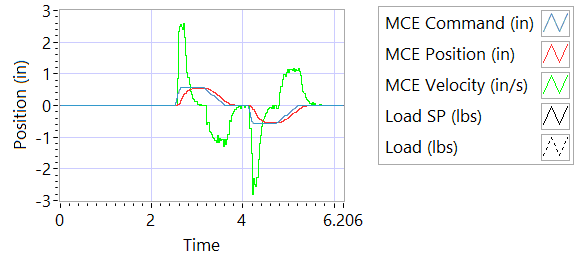 3
2
1
0
-1
-2
-3
Position (in)
0
2
4
6.206
Time
MCE Command (in)
MCE Position (in)
MCE Velocity (in/s)
Load SP (lbs)
Load (lbs)